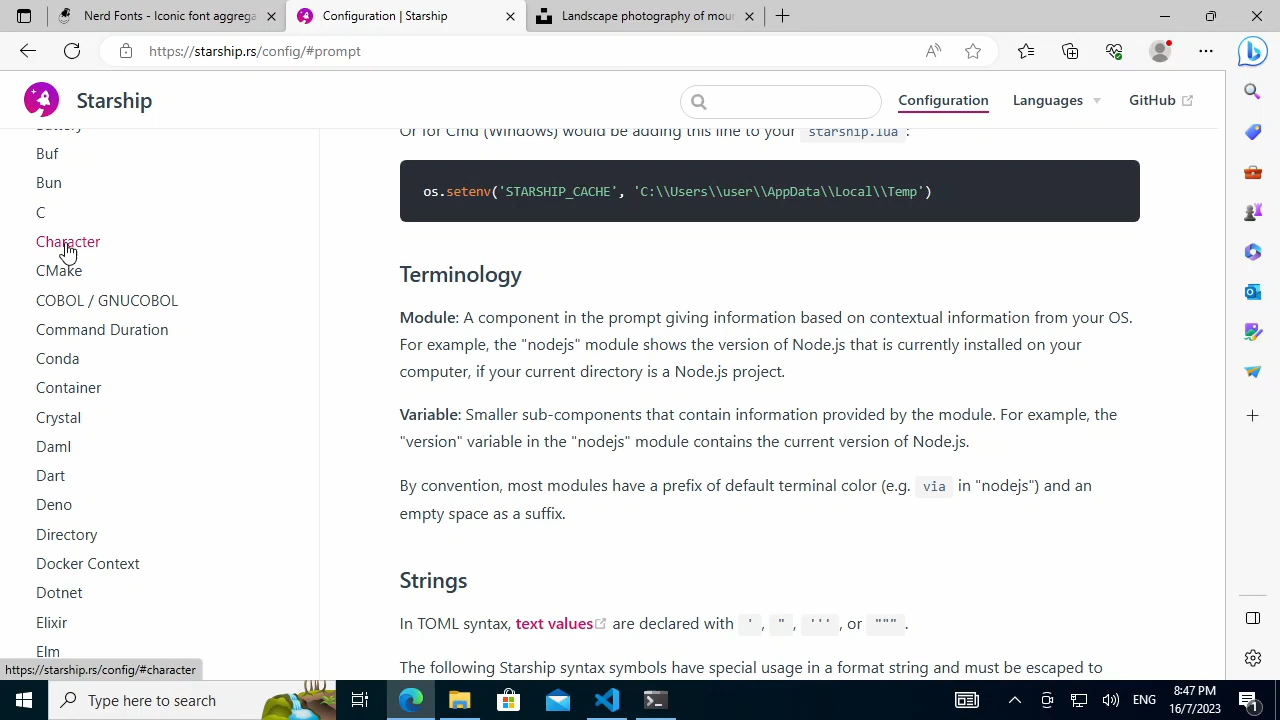 Nerd Fonts - Iconic font aggrega
Configuration | Starship
Landscape photography of mour
https://starship.rs/config/#prompt
Starship
Configuration
Languages
GitHub
Battery
Buf
Bun
C
Character
CMake
COBOL / GNUCOBOL
Command Duration
Conda
Container
Crystal
Daml
Dart
Deno
Directory
Docker Context
Dotnet
Elixir
Elm
https://starship.rs/config/#character
Or for Cmd (Windows) would be adding this line to your starship.lua :
os.setenv('STARSHIP_CACHE', 'C:\\Users\\user\\AppData\\Local\\Temp')
Terminology
Module: A component in the prompt giving information based on contextual information from your OS.
For example, the "nodejs" module shows the version of Node.js that is currently installed on your
computer, if your current directory is a Node.js project.
Variable: Smaller sub-components that contain information provided by the module. For example, the
"version" variable in the "nodejs" module contains the current version of Node.js.
By convention, most modules have a prefix of default terminal color (e.g. via in "nodejs") and an
empty space as a suffix.
Strings
In TOML syntax, text values are declared with ' , " , ''' , or """ .
The following Starship syntax symbols have special usage in a format string and must be escaped to
Type here to search
ENG
8:47 PM
16/7/2023
1